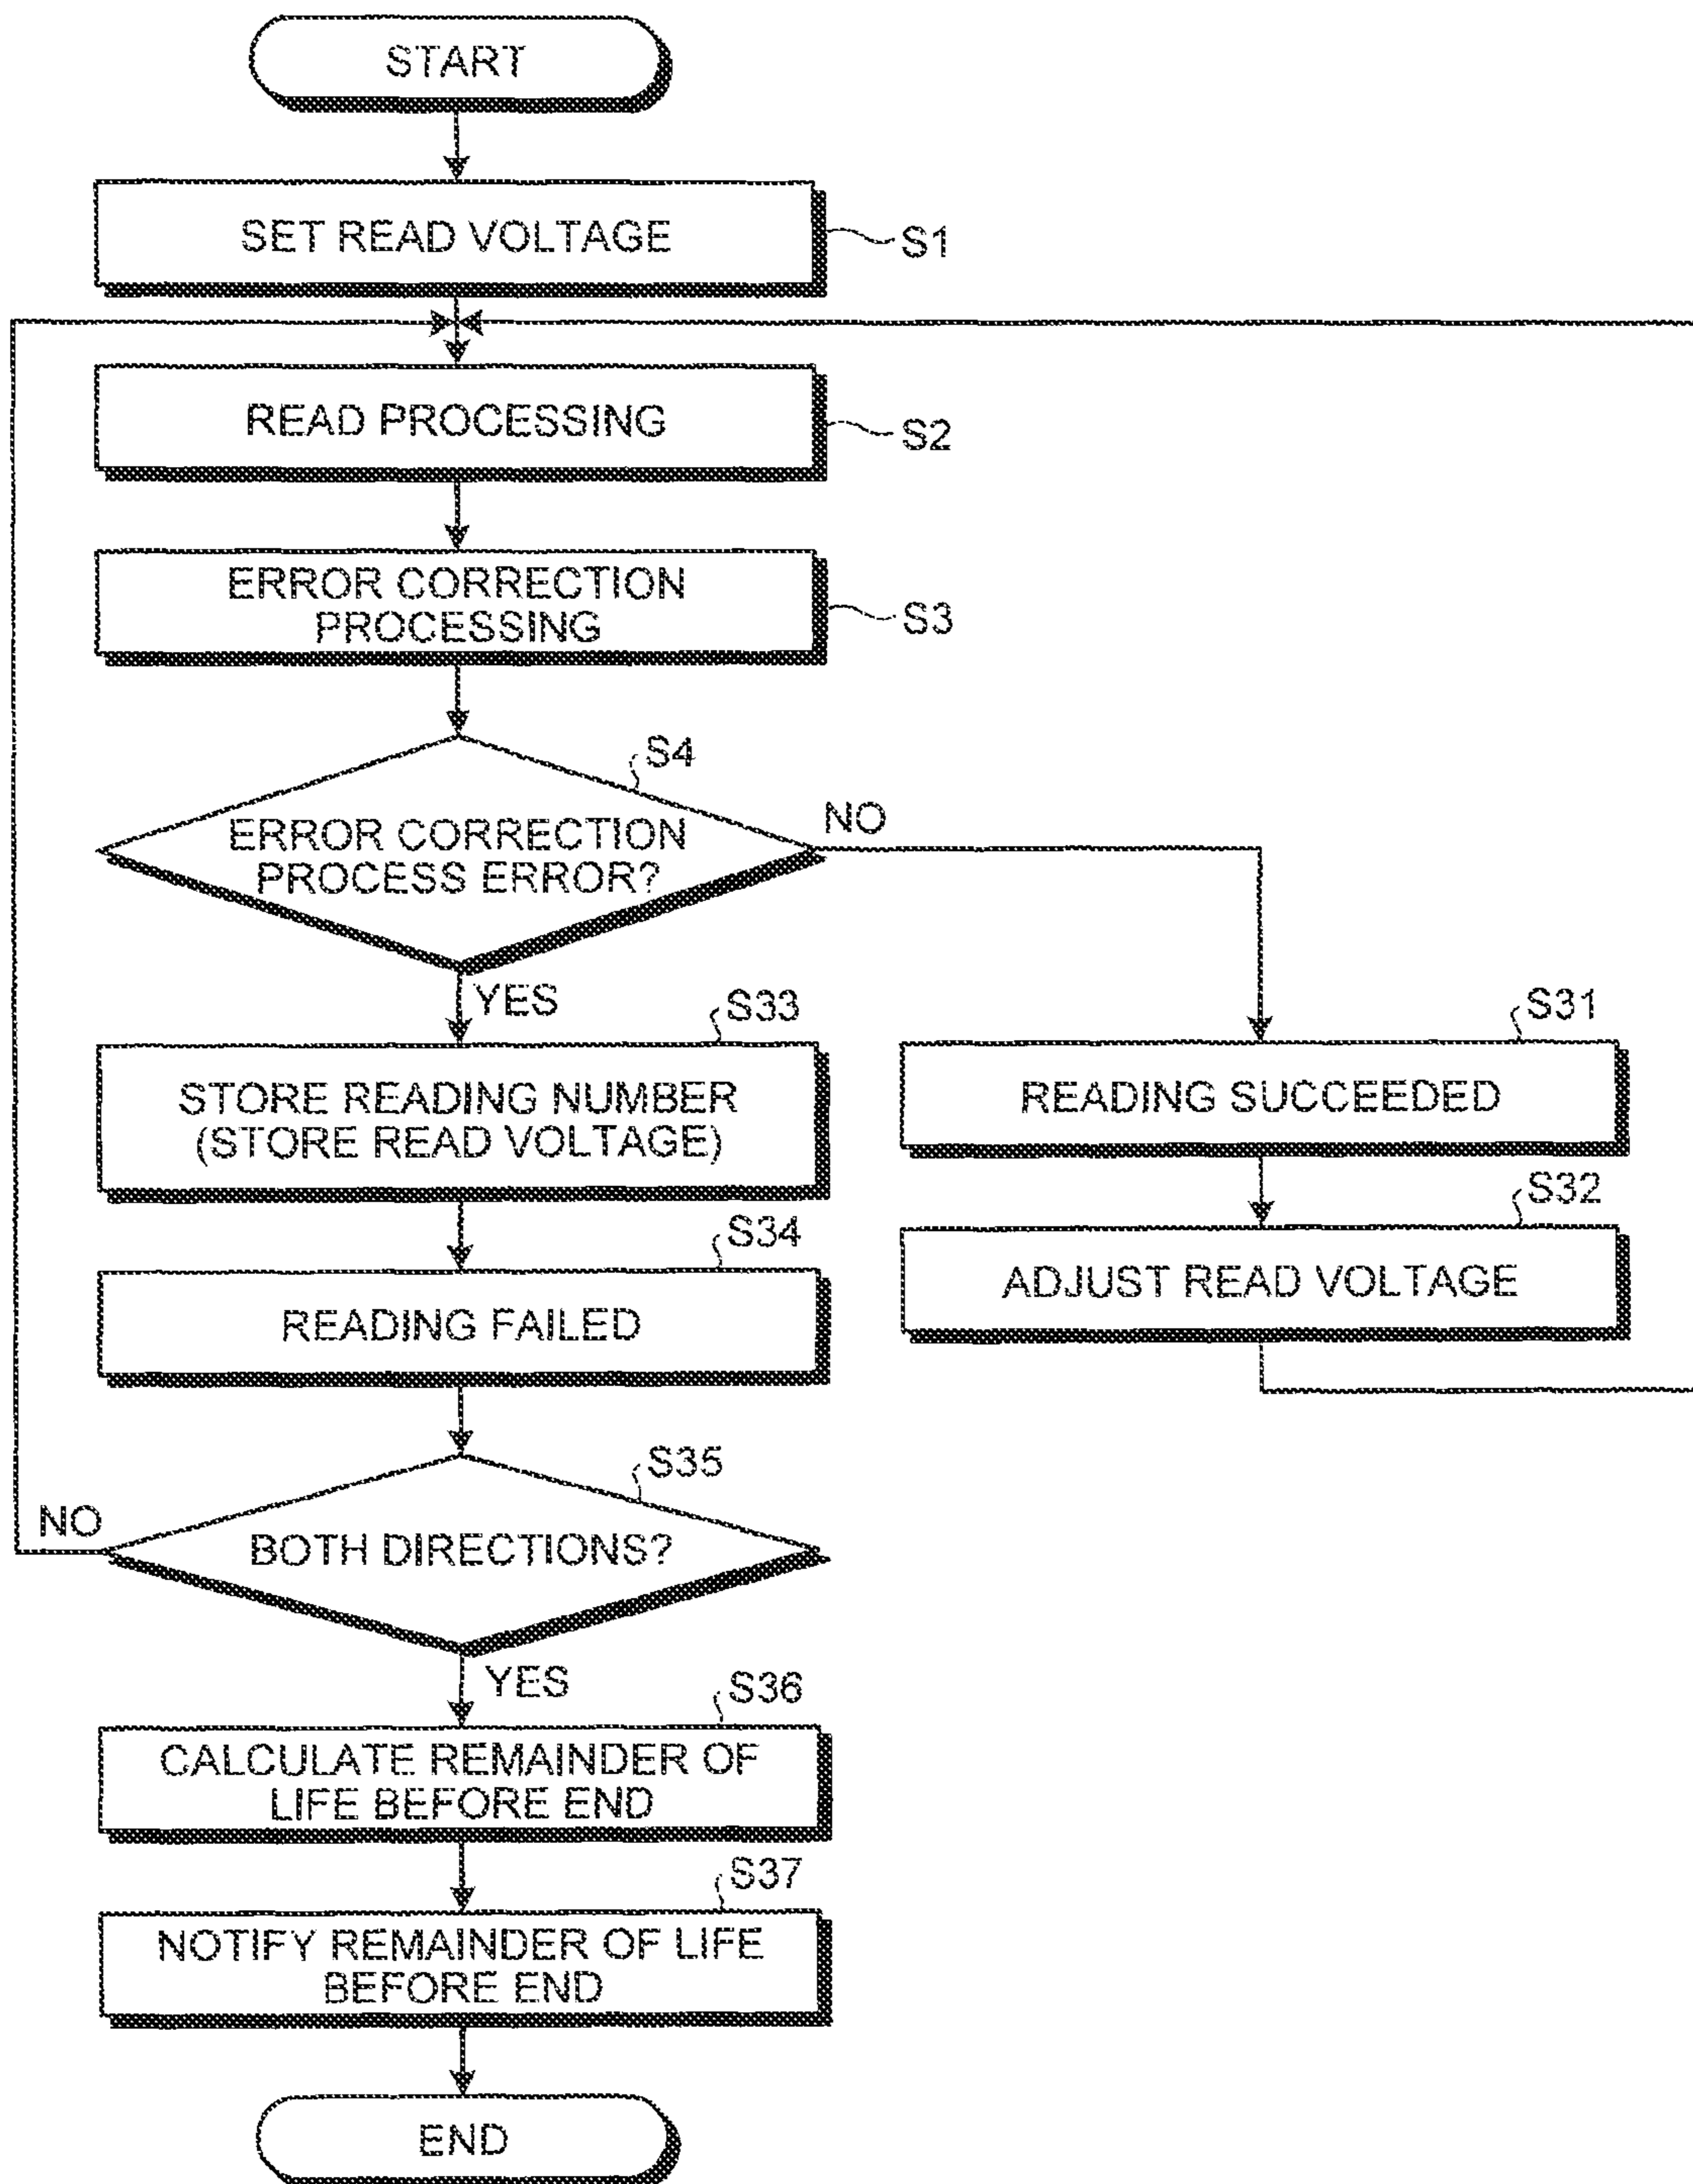 START
SET READ VOLTAGE
S1
READ PROCESSING
S2
ERROR CORRECTION
PROCESSING
S3
S4
ERROR CORRECTION
PROCESS ERROR?
NO
YES
S33
STORE READING NUMBER
(STORE READ VOLTAGE)
S31
READING SUCCEEDED
S32
ADJUST READ VOLTAGE
S34
READING FAILED
S35
BOTH DIRECTIONS?
NO
YES
S36
CALCULATE REMAINDER OF
LIFE BEFORE END
S37
NOTIFY REMAINDER OF LIFE
BEFORE END
END